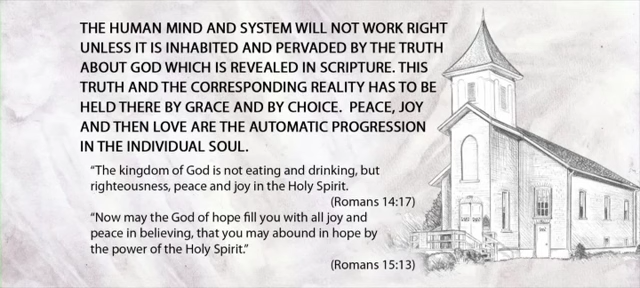 THE HUMAN MIND AND SYSTEM WILL NOT WORK RIGHT
UNLESS IT IS INHABITED AND PERVADED BY THE TRUTH
ABOUT GOD WHICH IS REVEALED IN SCRIPTURE. THIS
TRUTH AND THE CORRESPONDING REALITY HAS TO BE
HELD THERE BY GRACE AND BY CHOICE.  PEACE, JOY
AND THEN LOVE ARE THE AUTOMATIC PROGRESSION
IN THE INDIVIDUAL SOUL.
“The kingdom of God is not eating and drinking, but
righteousness, peace and joy in the Holy Spirit.
(Romans 14:17)
“Now may the God of hope fill you with all joy and
peace in believing, that you may abound in hope by
the power of the Holy Spirit.”
(Romans 15:13)